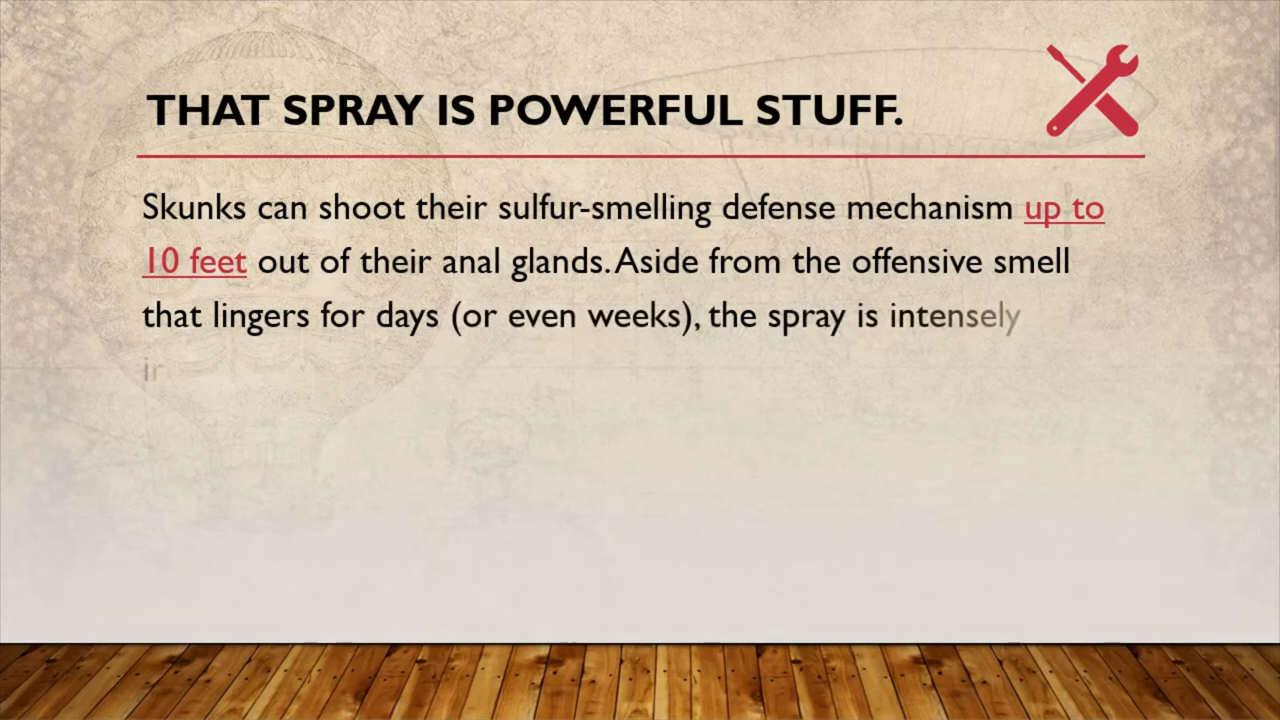 THAT SPRAY IS POWERFUL STUFF.
Skunks can shoot their sulfur-smelling defense mechanism up to
10 feet out of their anal glands. Aside from the offensive smell
that lingers for days (or even weeks), the spray is intensely